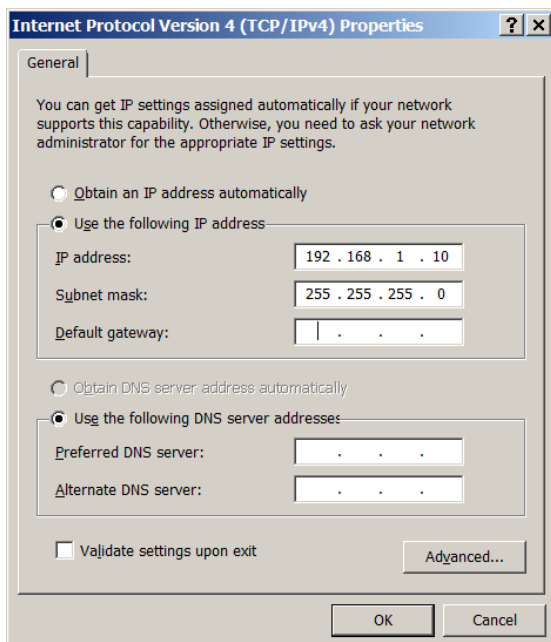 Internet Protocol Version 4 (TCP/IPv4) Properties
General
You can get IP settings assigned automatically if your network
supports this capability. Otherwise, you need to ask your network
administrator for the appropriate IP settings.
Obtain an IP address automatically
Use the following IP address
IP address: 192 . 168 . 1 . 10
Subnet mask: 255 . 255 . 255 . 0
Default gateway: . . .
Obtain DNS server address automatically
Use the following DNS server addresses:
Preferred DNS server: . . .
Alternate DNS server: . . .
Validate settings upon exit
Advanced...
OK Cancel